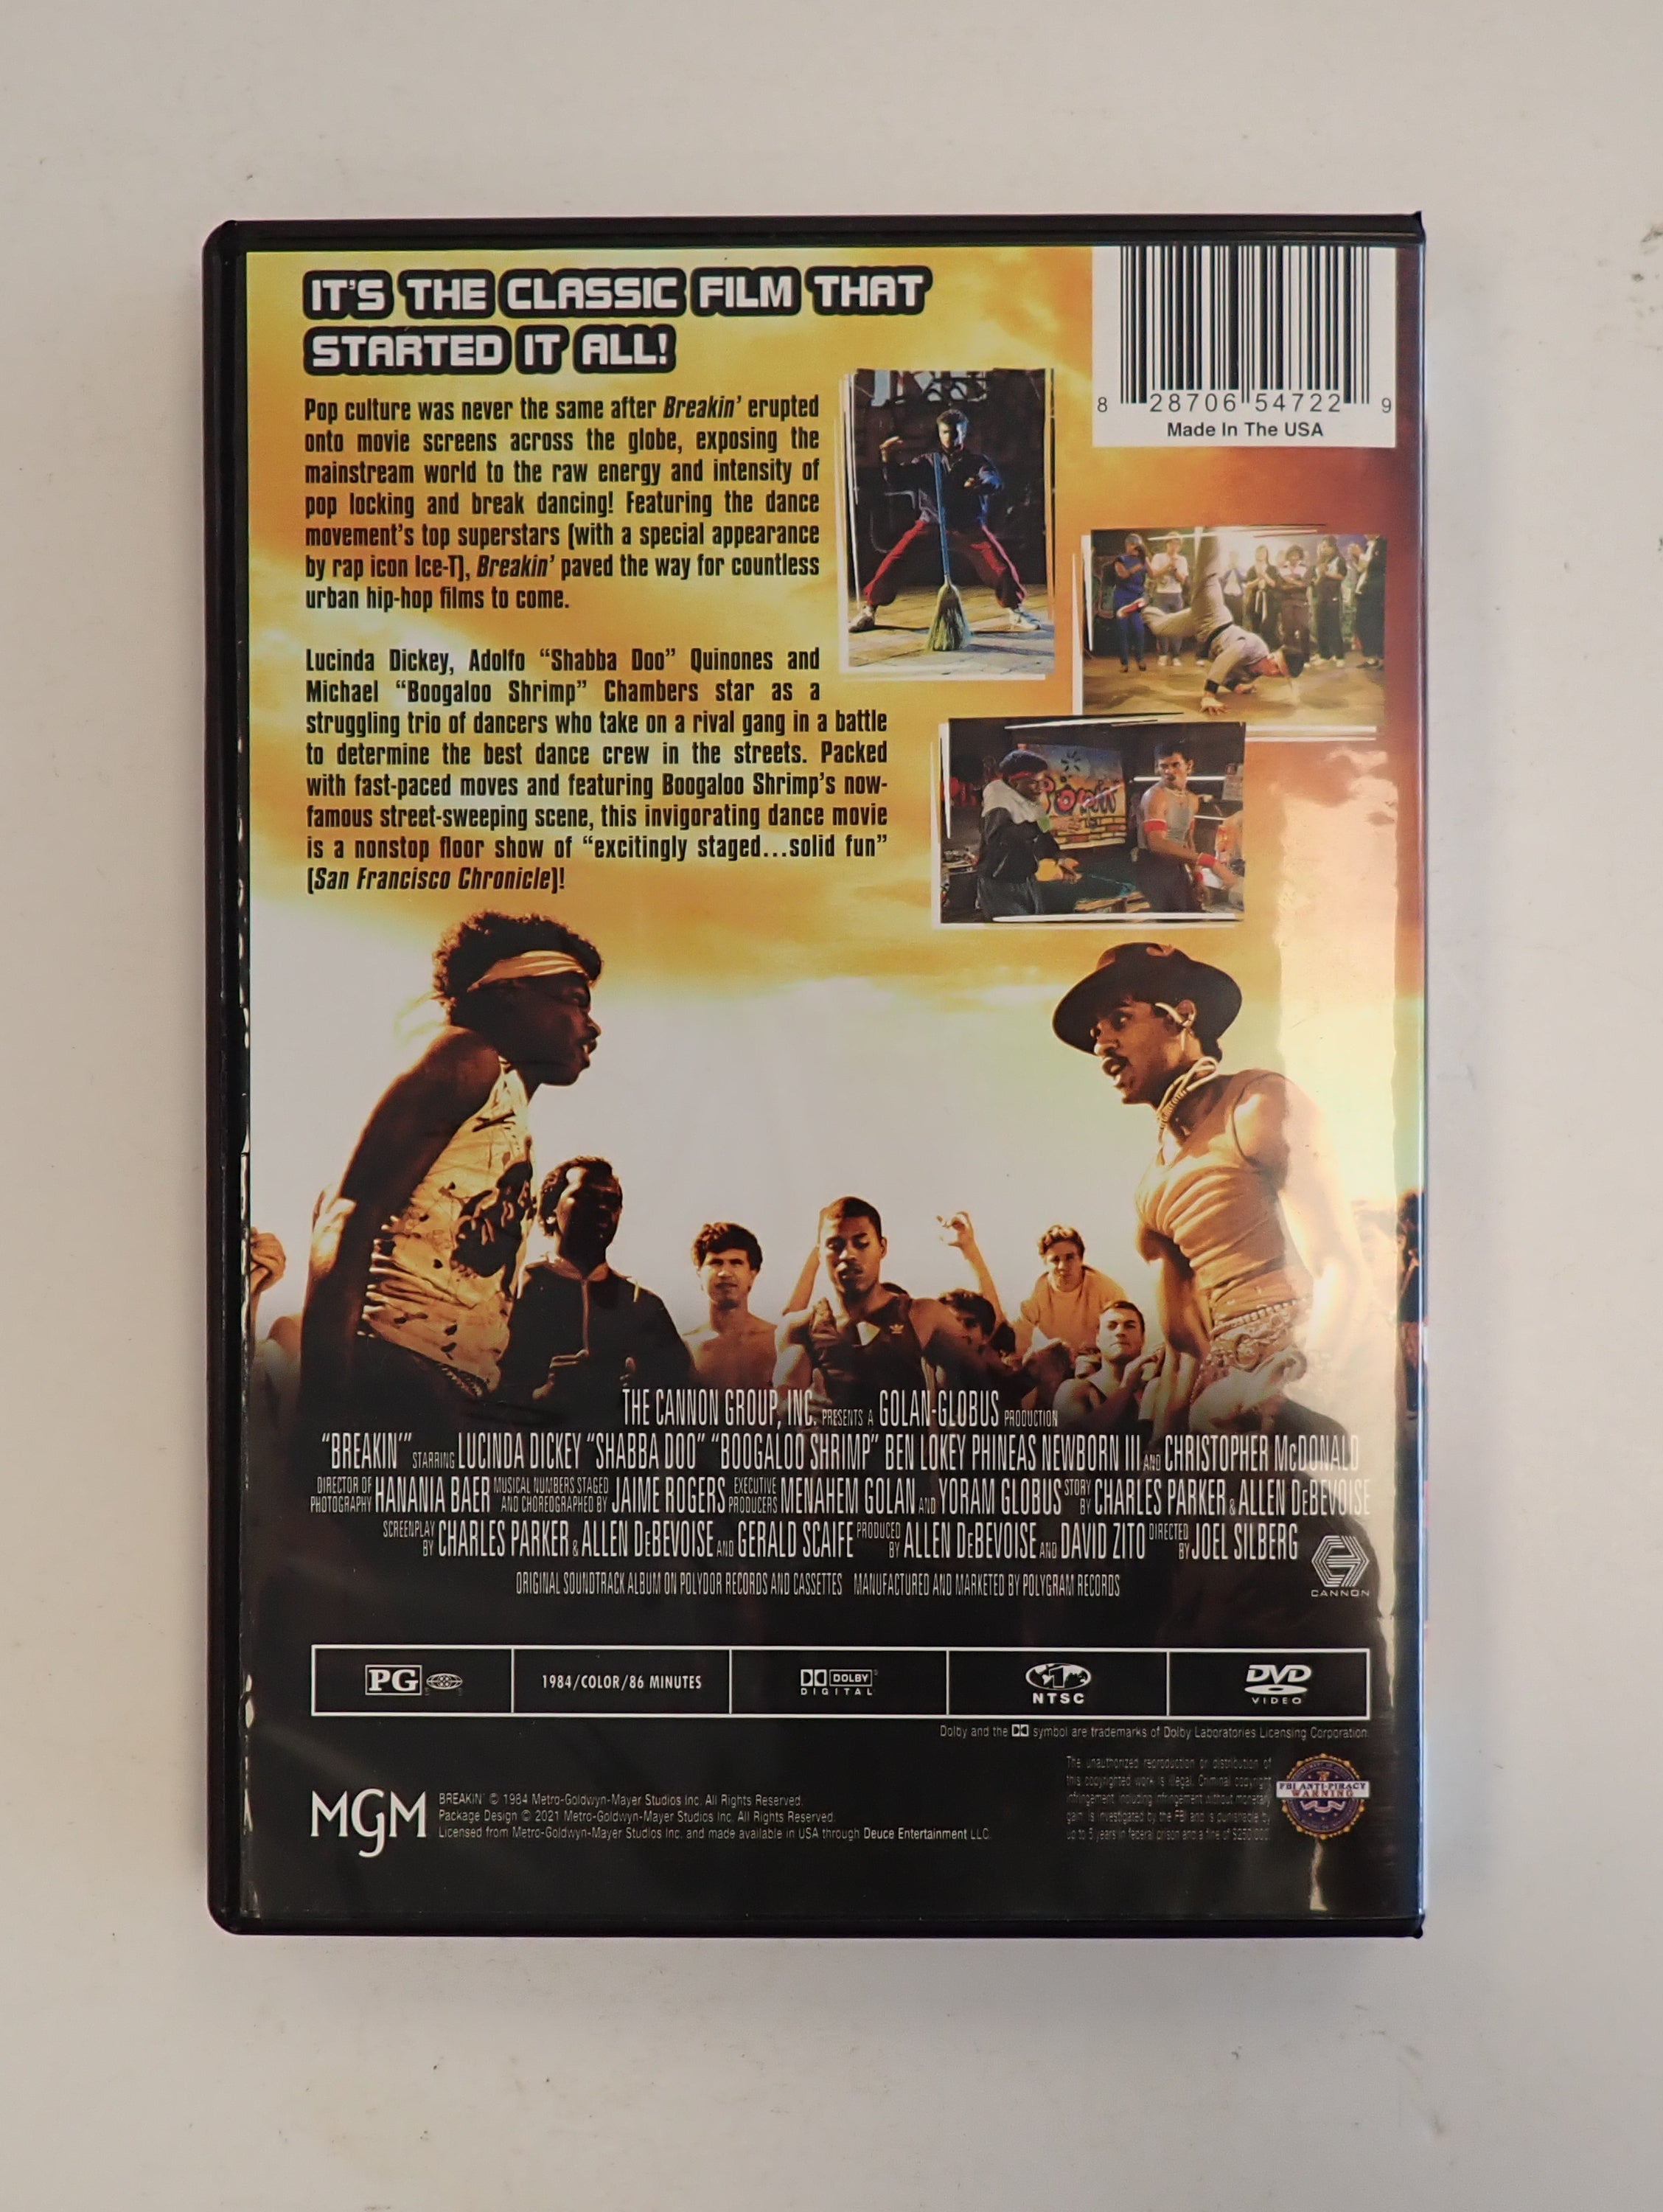 IT'S THE CLASSIC FILM THAT
STARTED IT ALL!
Pop culture was never the same after Breakin' erupted
onto movie screens across the globe, exposing the
mainstream world to the raw energy and intensity of
pop locking and break dancing! Featuring the dance
movement's top superstars (with a special appearance
by rap icon Ice-T), Breakin' paved the way for countless
urban hip-hop films to come.
Lucinda Dickey, Adolfo “Shabba Doo” Quinones and
Michael “Boogaloo Shrimp” Chambers star as a
struggling trio of dancers who take on a rival gang in a battle
to determine the best dance crew in the streets. Packed
with fast-paced moves and featuring Boogaloo Shrimp's now-
famous street-sweeping scene, this invigorating dance movie
is a nonstop floor show of “excitingly staged...solid fun”
(San Francisco Chronicle)!
8 28706 54722 9
Made In The USA
THE CANNON GROUP, INC. PRESENTS A GOLAN-GLOBUS PRODUCTION
“BREAKIN'” STARRING LUCINDA DICKEY “SHABBA DOO” “BOOGALOO SHRIMP” BEN LOKEY PHINEAS NEWBORN III AND CHRISTOPHER McDONALD
DIRECTOR OF PHOTOGRAPHY HANANIA BAER MUSICAL NUMBERS STAGED AND CHOREOGRAPHED BY JAIME ROGERS EXECUTIVE PRODUCERS MENAHEM GOLAN AND YORAM GLOBUS STORY BY CHARLES PARKER & ALLEN DeBEVOISE
SCREENPLAY BY CHARLES PARKER & ALLEN DeBEVOISE AND GERALD SCAIFE PRODUCED BY ALLEN DeBEVOISE AND DAVID ZITO DIRECTED BY JOEL SILBERG
CANNON
ORIGINAL SOUNDTRACK ALBUM ON POLYDOR RECORDS AND CASSETTES MANUFACTURED AND MARKETED BY POLYGRAM RECORDS
PG
1984/COLOR/86 MINUTES
DOLBY
DIGITAL
1
NTSC
DVD
VIDEO
Dolby and the DD symbol are trademarks of Dolby Laboratories Licensing Corporation.
MGM
BREAKIN' © 1984 Metro-Goldwyn-Mayer Studios Inc. All Rights Reserved.
Package Design © 2021 Metro-Goldwyn-Mayer Studios Inc. All Rights Reserved.
Licensed from Metro-Goldwyn-Mayer Studios Inc. and made available in USA through Deuce Entertainment LLC.
The unauthorized reproduction or distribution of
this copyrighted work is illegal. Criminal copyright
infringement, including infringement without monetary
gain, is investigated by the FBI and is punishable by
up to 5 years in federal prison and a fine of $250,000.
FBI ANTI-PIRACY
WARNING